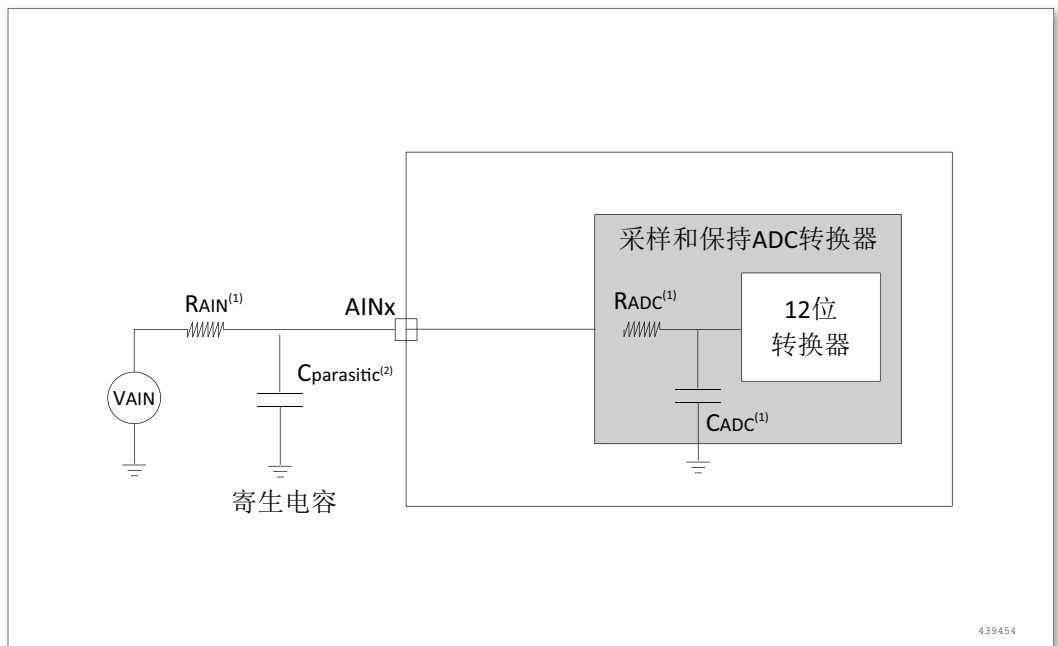 采样和保持ADC转换器
RAIN(1)
AINx
RADC(1)
12位
转换器
Cparasitic(2)
VAIN
CADC(1)
寄生电容
439454